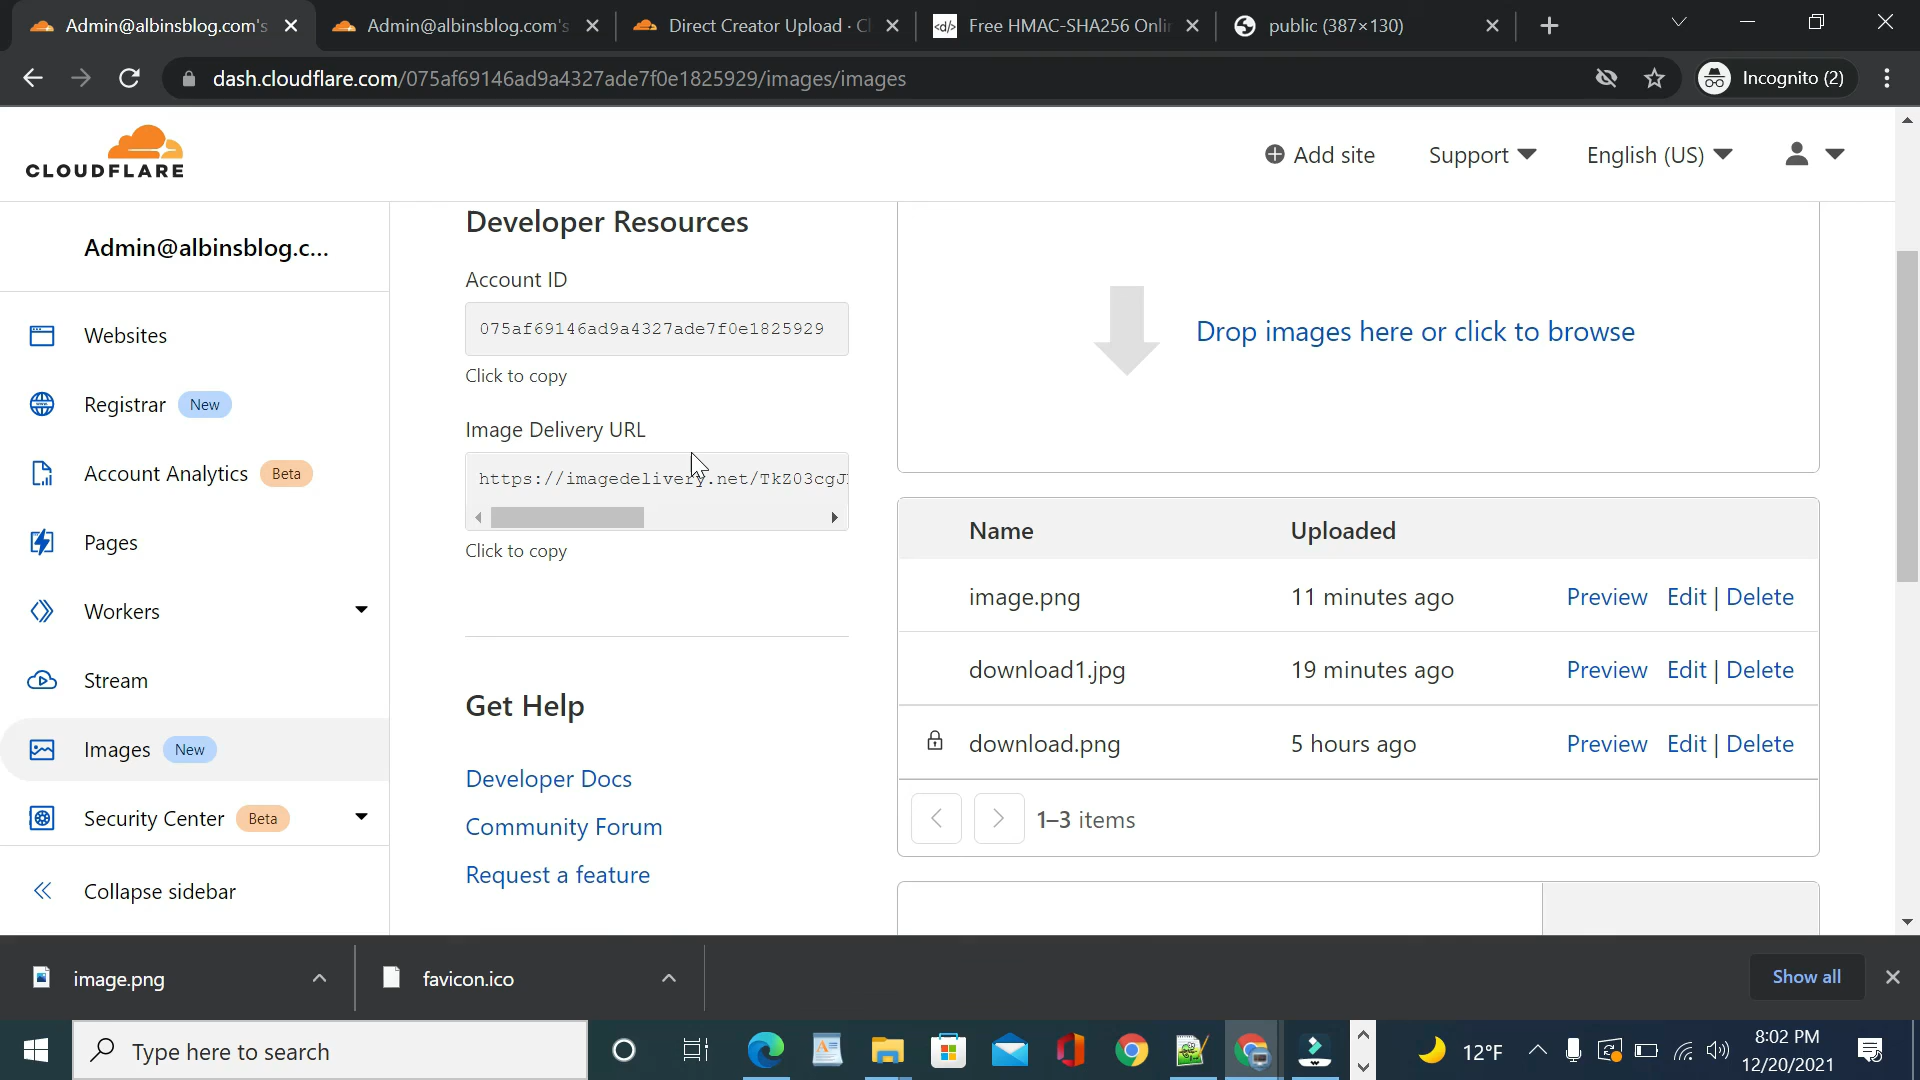 Admin@albinsblog.com's
Admin@albinsblog.com's
Direct Creator Upload · Cl
Free HMAC-SHA256 Onlin
public (387×130)
dash.cloudflare.com/075af69146ad9a4327ade7f0e1825929/images/images
Incognito (2)
CLOUDFLARE
Add site
Support
English (US)
Admin@albinsblog.c...
Websites
Registrar New
Account Analytics Beta
Pages
Workers
Stream
Images New
Security Center Beta
Collapse sidebar
Developer Resources
Account ID
075af69146ad9a4327ade7f0e1825929
Click to copy
Image Delivery URL
https://imagedelivery.net/TkZ03cgJ
Click to copy
Get Help
Developer Docs
Community Forum
Request a feature
Drop images here or click to browse
Name Uploaded
image.png 11 minutes ago Preview Edit | Delete
download1.jpg 19 minutes ago Preview Edit | Delete
download.png 5 hours ago Preview Edit | Delete
1–3 items
image.png
favicon.ico
Show all
Type here to search
12°F
8:02 PM
12/20/2021